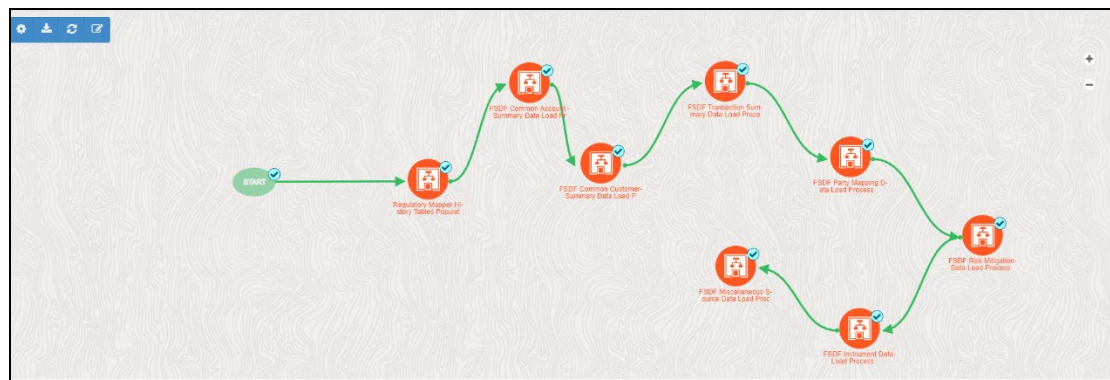 START
Regulatory Mapper Hi-
story Tables Populat
FSDF Common Account-
Summary Data Load Pr
FSDF Common Customer-
Summary Data Load P
FSDF Transaction Sum-
mary Data Load Proce
FSDF Party Mapping D-
ata Load Process
FSDF Risk Mitigation-
Data Load Process
FSDF Instrument Data-
Load Process
FSDF Miscellaneous S-
ource Data Load Proc